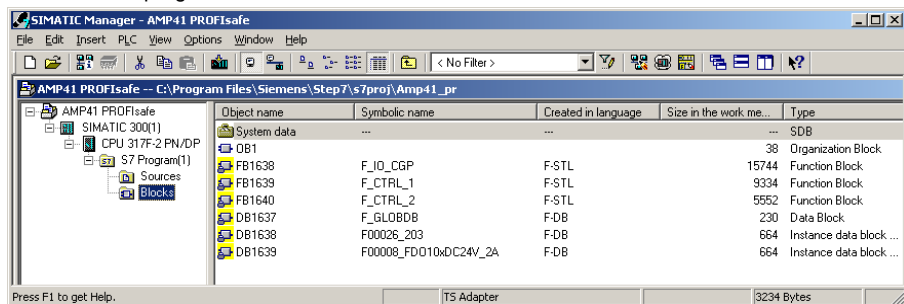 SIMATIC Manager - AMP41 PROFIsafe
File Edit Insert PLC View Options Window Help
< No Filter >
AMP41 PROFIsafe -- C:\Program Files\Siemens\Step7\s7proj\Amp41_pr
AMP41 PROFIsafe
SIMATIC 300(1)
CPU 317F-2 PN/DP
S7 Program(1)
Sources
Blocks
Object name Symbolic name Created in language Size in the work me... Type
System data --- --- --- SDB
OB1 38 Organization Block
FB1638 F_IO_CGP F-STL 15744 Function Block
FB1639 F_CTRL_1 F-STL 9334 Function Block
FB1640 F_CTRL_2 F-STL 5552 Function Block
DB1637 F_GLOBDB F-DB 230 Data Block
DB1638 F00026_203 F-DB 664 Instance data block ...
DB1639 F00008_FDO10xDC24V_2A F-DB 664 Instance data block ...
Press F1 to get Help. TS Adapter 3234 Bytes